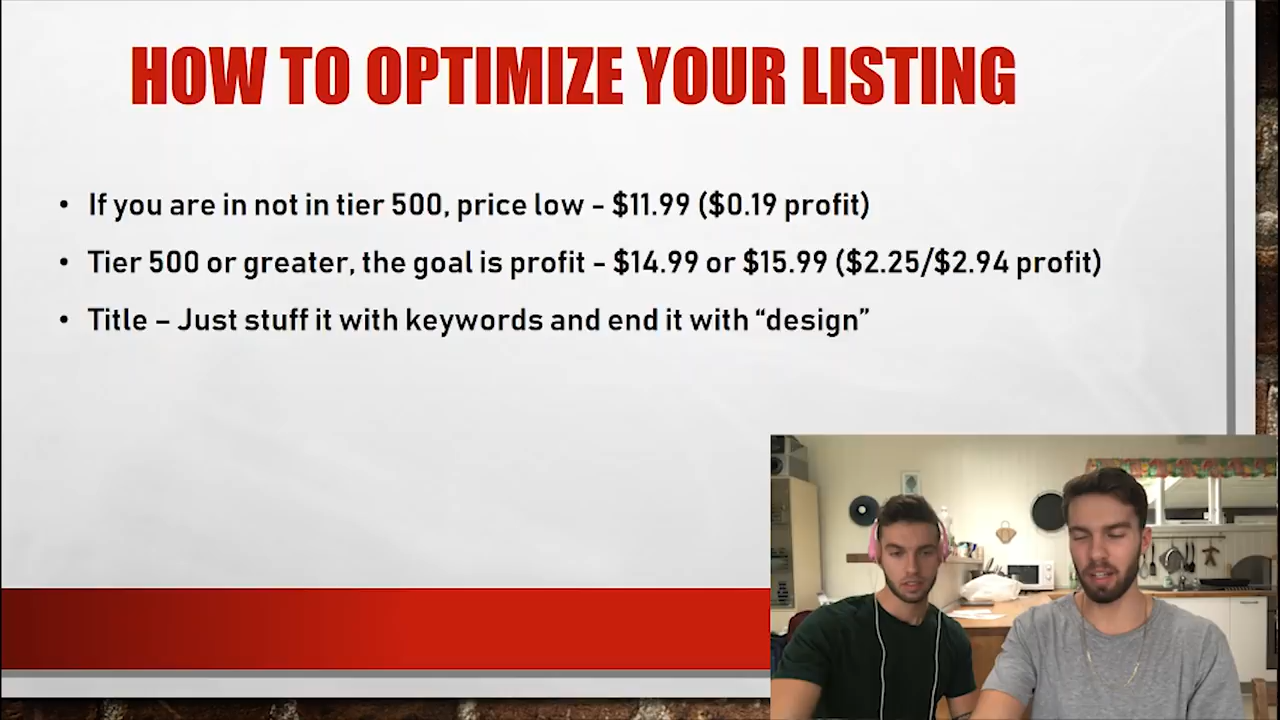 HOW TO OPTIMIZE YOUR LISTING
• If you are in not in tier 500, price low - $11.99 ($0.19 profit)
• Tier 500 or greater, the goal is profit - $14.99 or $15.99 ($2.25/$2.94 profit)
• Title – Just stuff it with keywords and end it with “design”